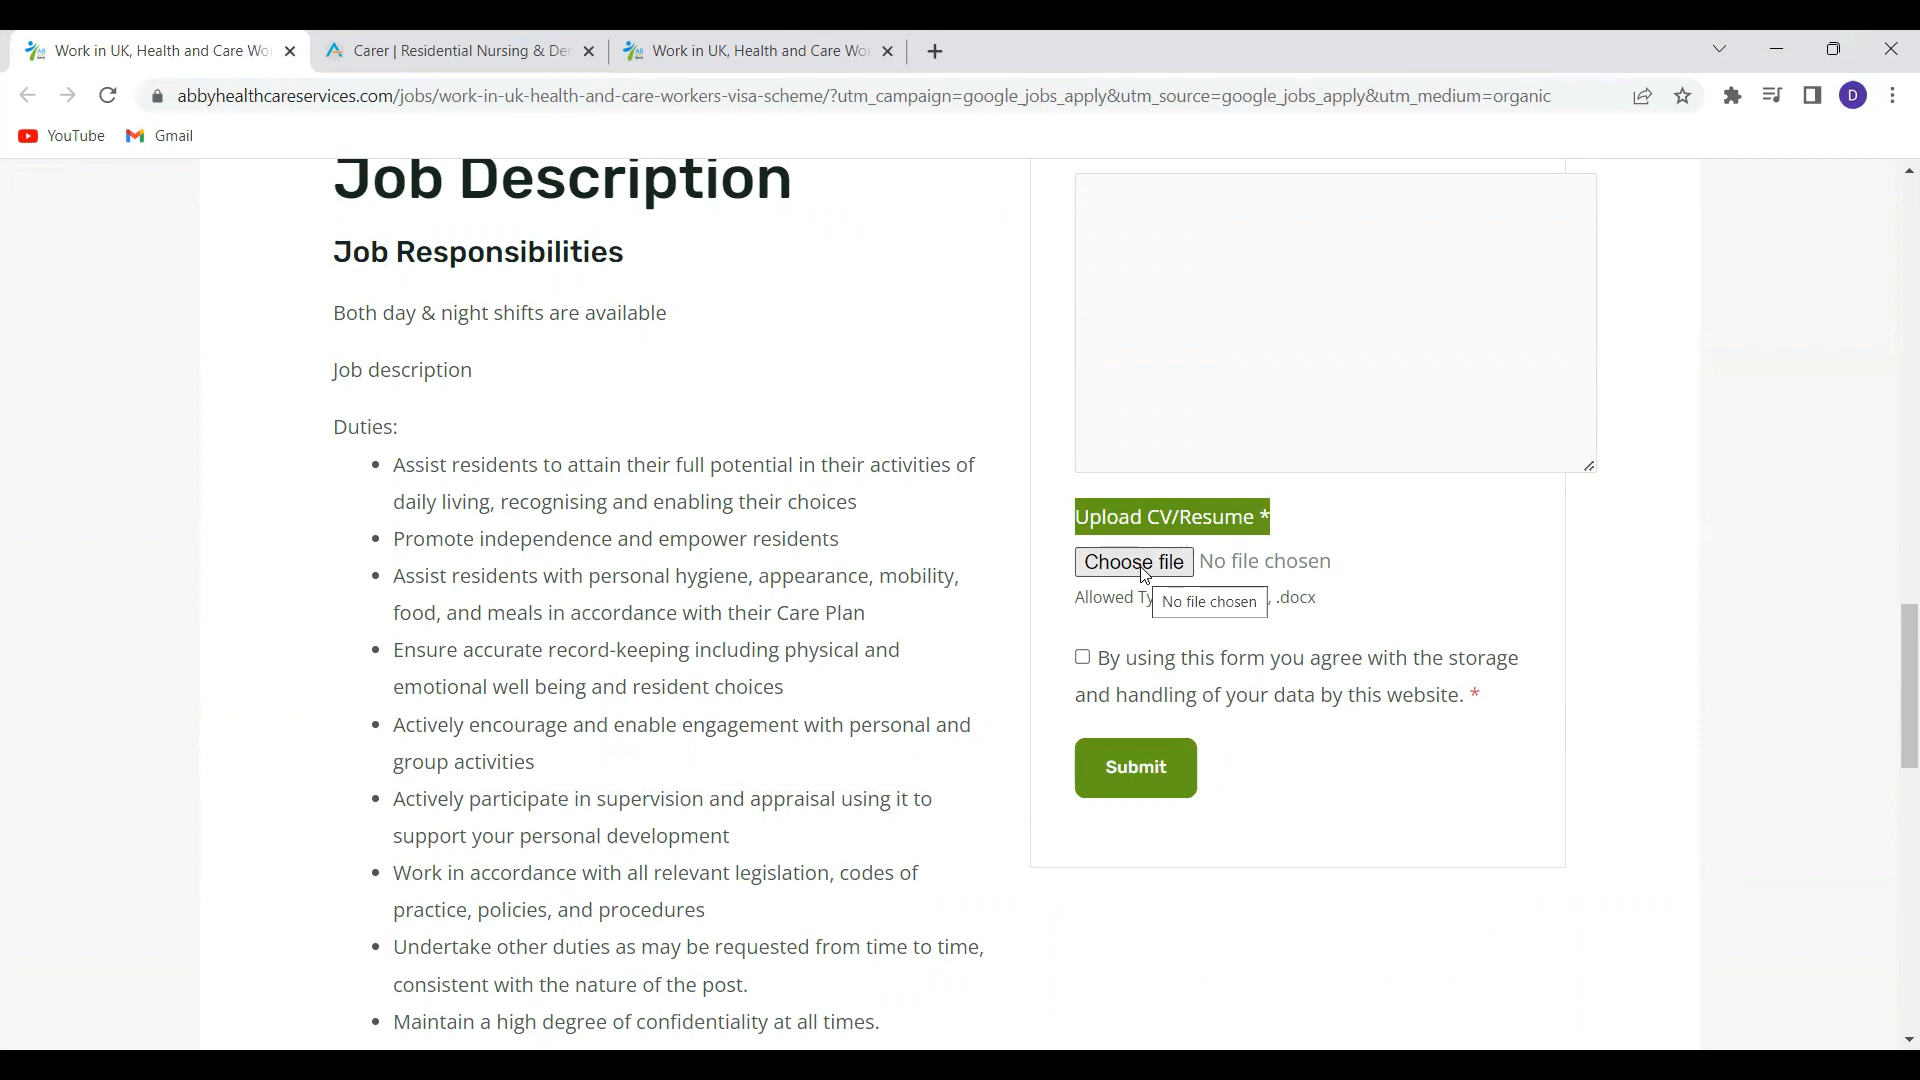 Work in UK, Health and Care Wo
Carer | Residential Nursing & De
Work in UK, Health and Care Wo
abbyhealthcareservices.com/jobs/work-in-uk-health-and-care-workers-visa-scheme/?utm_campaign=google_jobs_apply&utm_source=google_jobs_apply&utm_medium=organic
D
YouTube
Gmail
Job Description
Job Responsibilities
Both day & night shifts are available
Job description
Duties:
• Assist residents to attain their full potential in their activities of
daily living, recognising and enabling their choices
• Promote independence and empower residents
• Assist residents with personal hygiene, appearance, mobility,
food, and meals in accordance with their Care Plan
• Ensure accurate record-keeping including physical and
emotional well being and resident choices
• Actively encourage and enable engagement with personal and
group activities
• Actively participate in supervision and appraisal using it to
support your personal development
• Work in accordance with all relevant legislation, codes of
practice, policies, and procedures
• Undertake other duties as may be requested from time to time,
consistent with the nature of the post.
• Maintain a high degree of confidentiality at all times.
Upload CV/Resume *
Choose file No file chosen
Allowed Ty , .docx
No file chosen
By using this form you agree with the storage
and handling of your data by this website. *
Submit